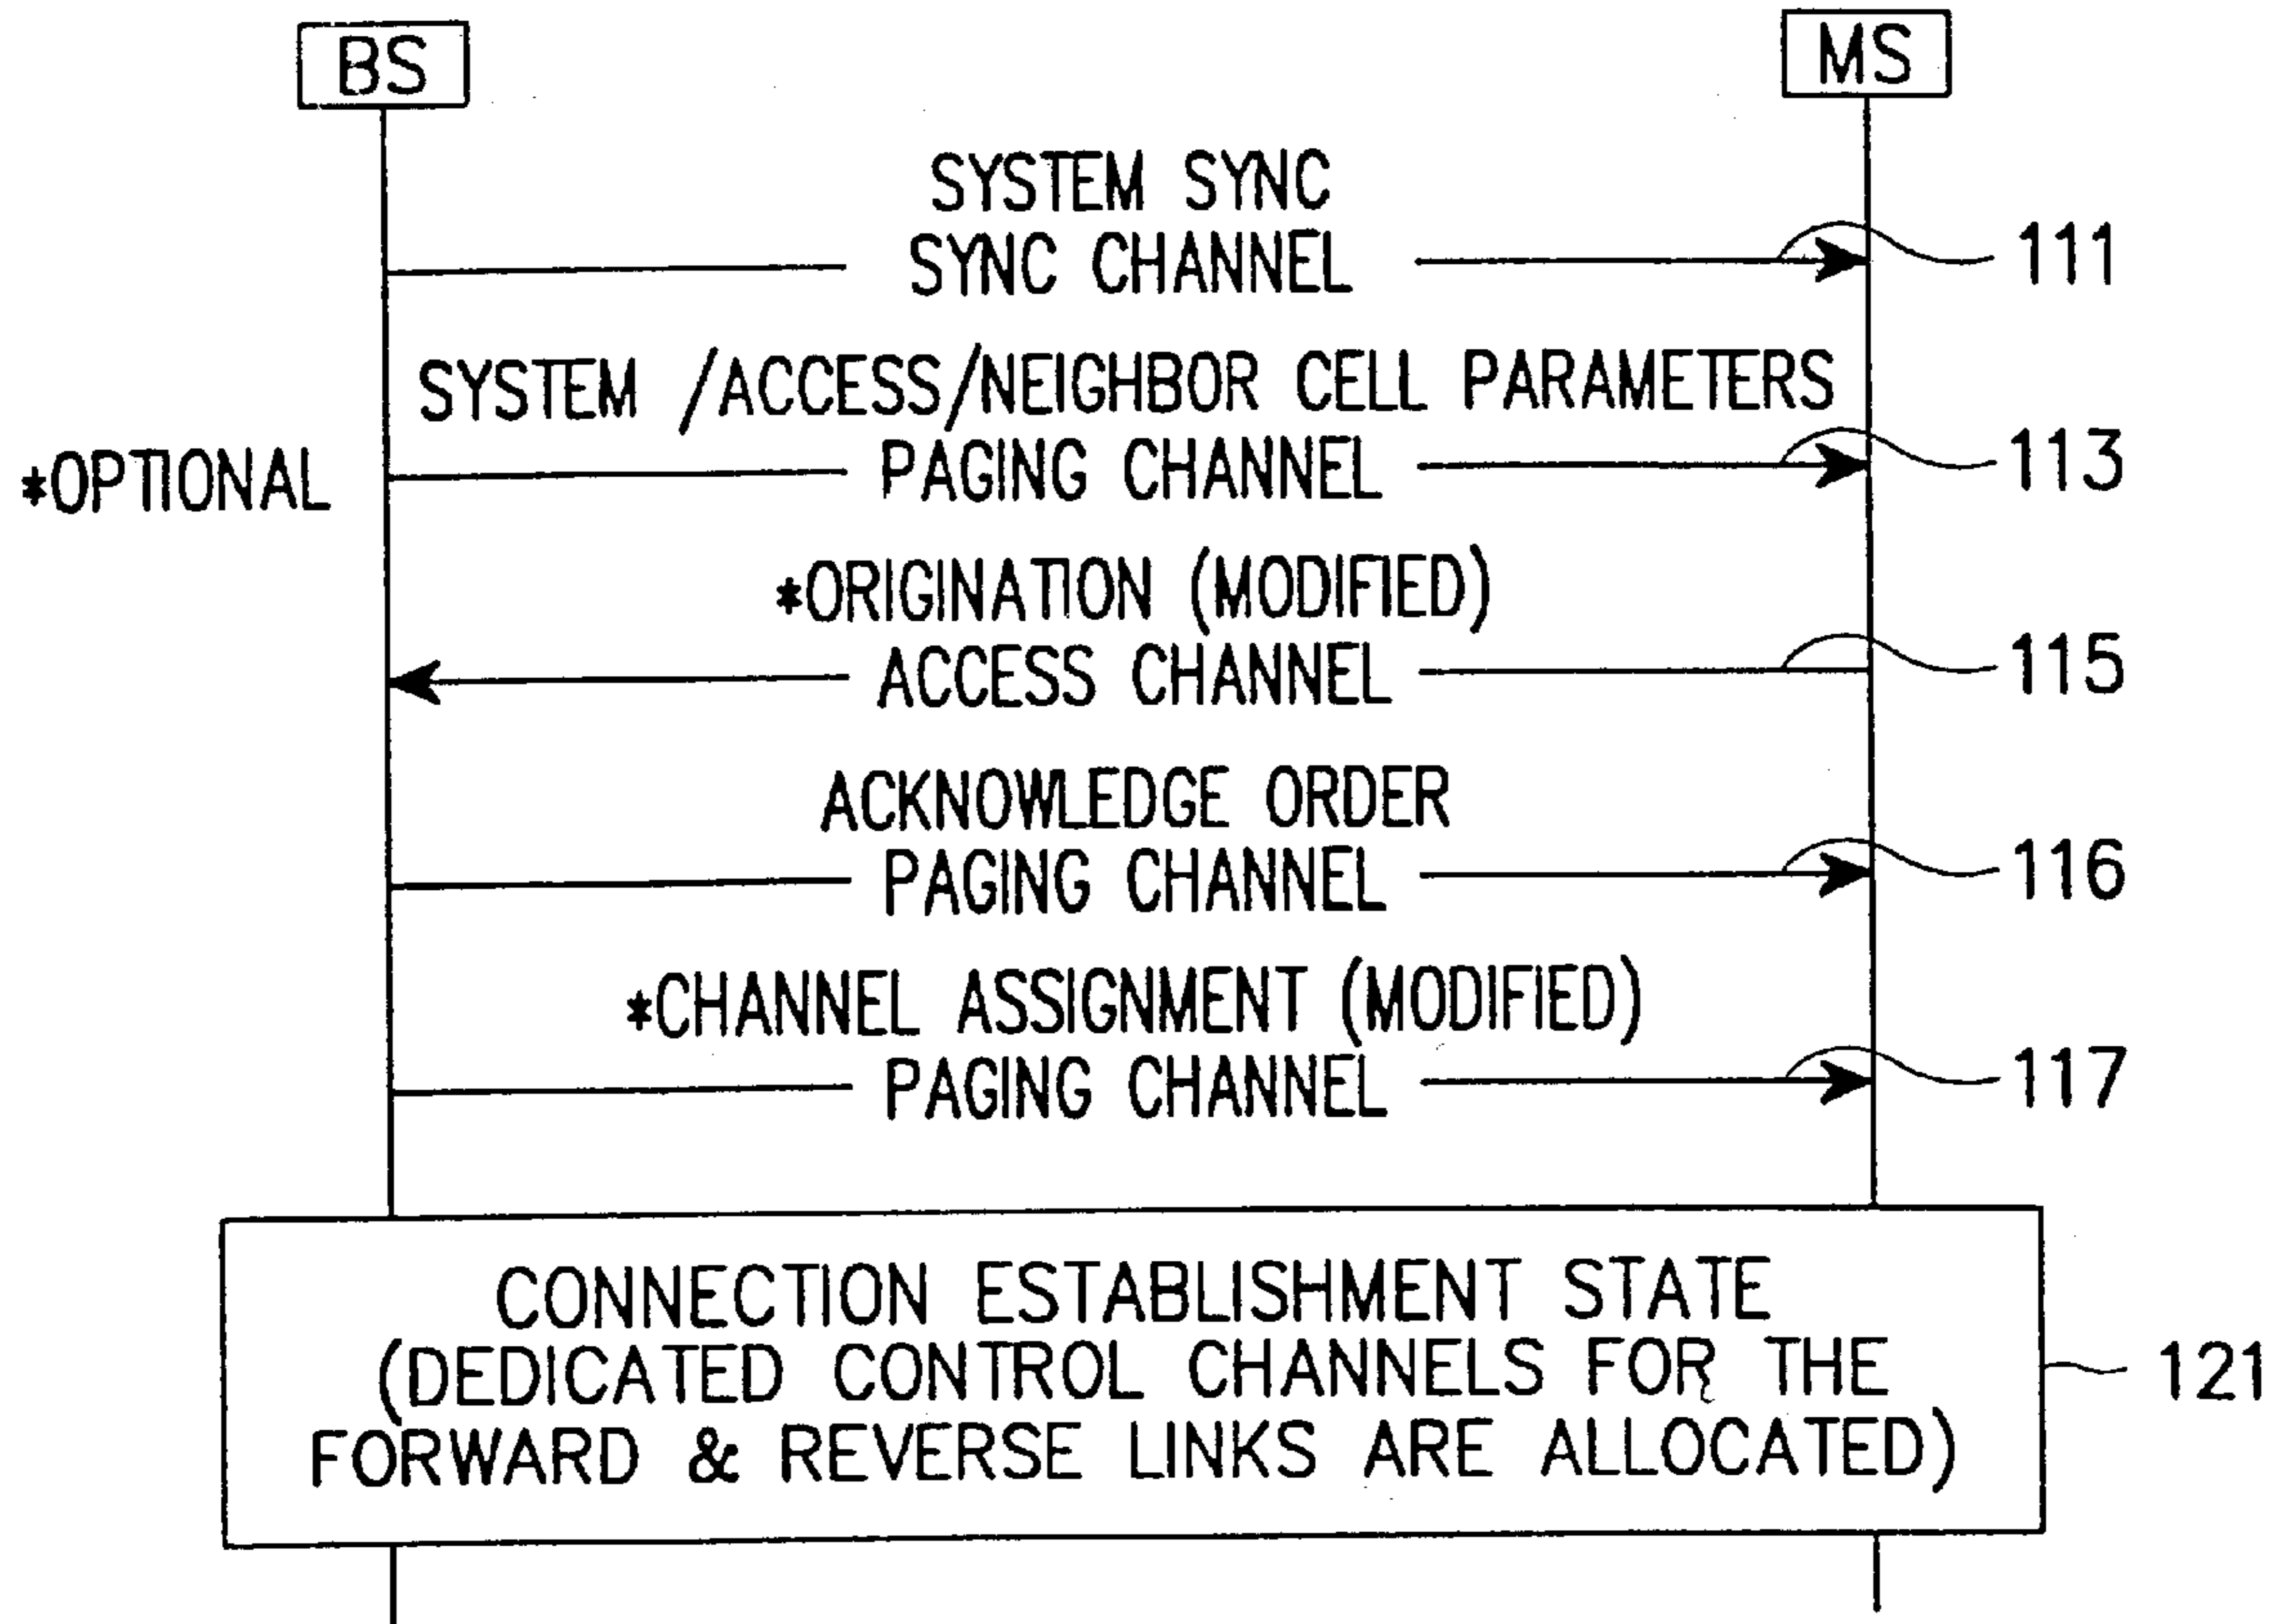 BS
MS
SYSTEM SYNC
SYNC CHANNEL
111
SYSTEM /ACCESS/NEIGHBOR CELL PARAMETERS
*OPTIONAL
PAGING CHANNEL
113
*ORIGINATION (MODIFIED)
ACCESS CHANNEL
115
ACKNOWLEDGE ORDER
PAGING CHANNEL
116
*CHANNEL ASSIGNMENT (MODIFIED)
PAGING CHANNEL
117
CONNECTION ESTABLISHMENT STATE
(DEDICATED CONTROL CHANNELS FOR THE
FORWARD & REVERSE LINKS ARE ALLOCATED)
121